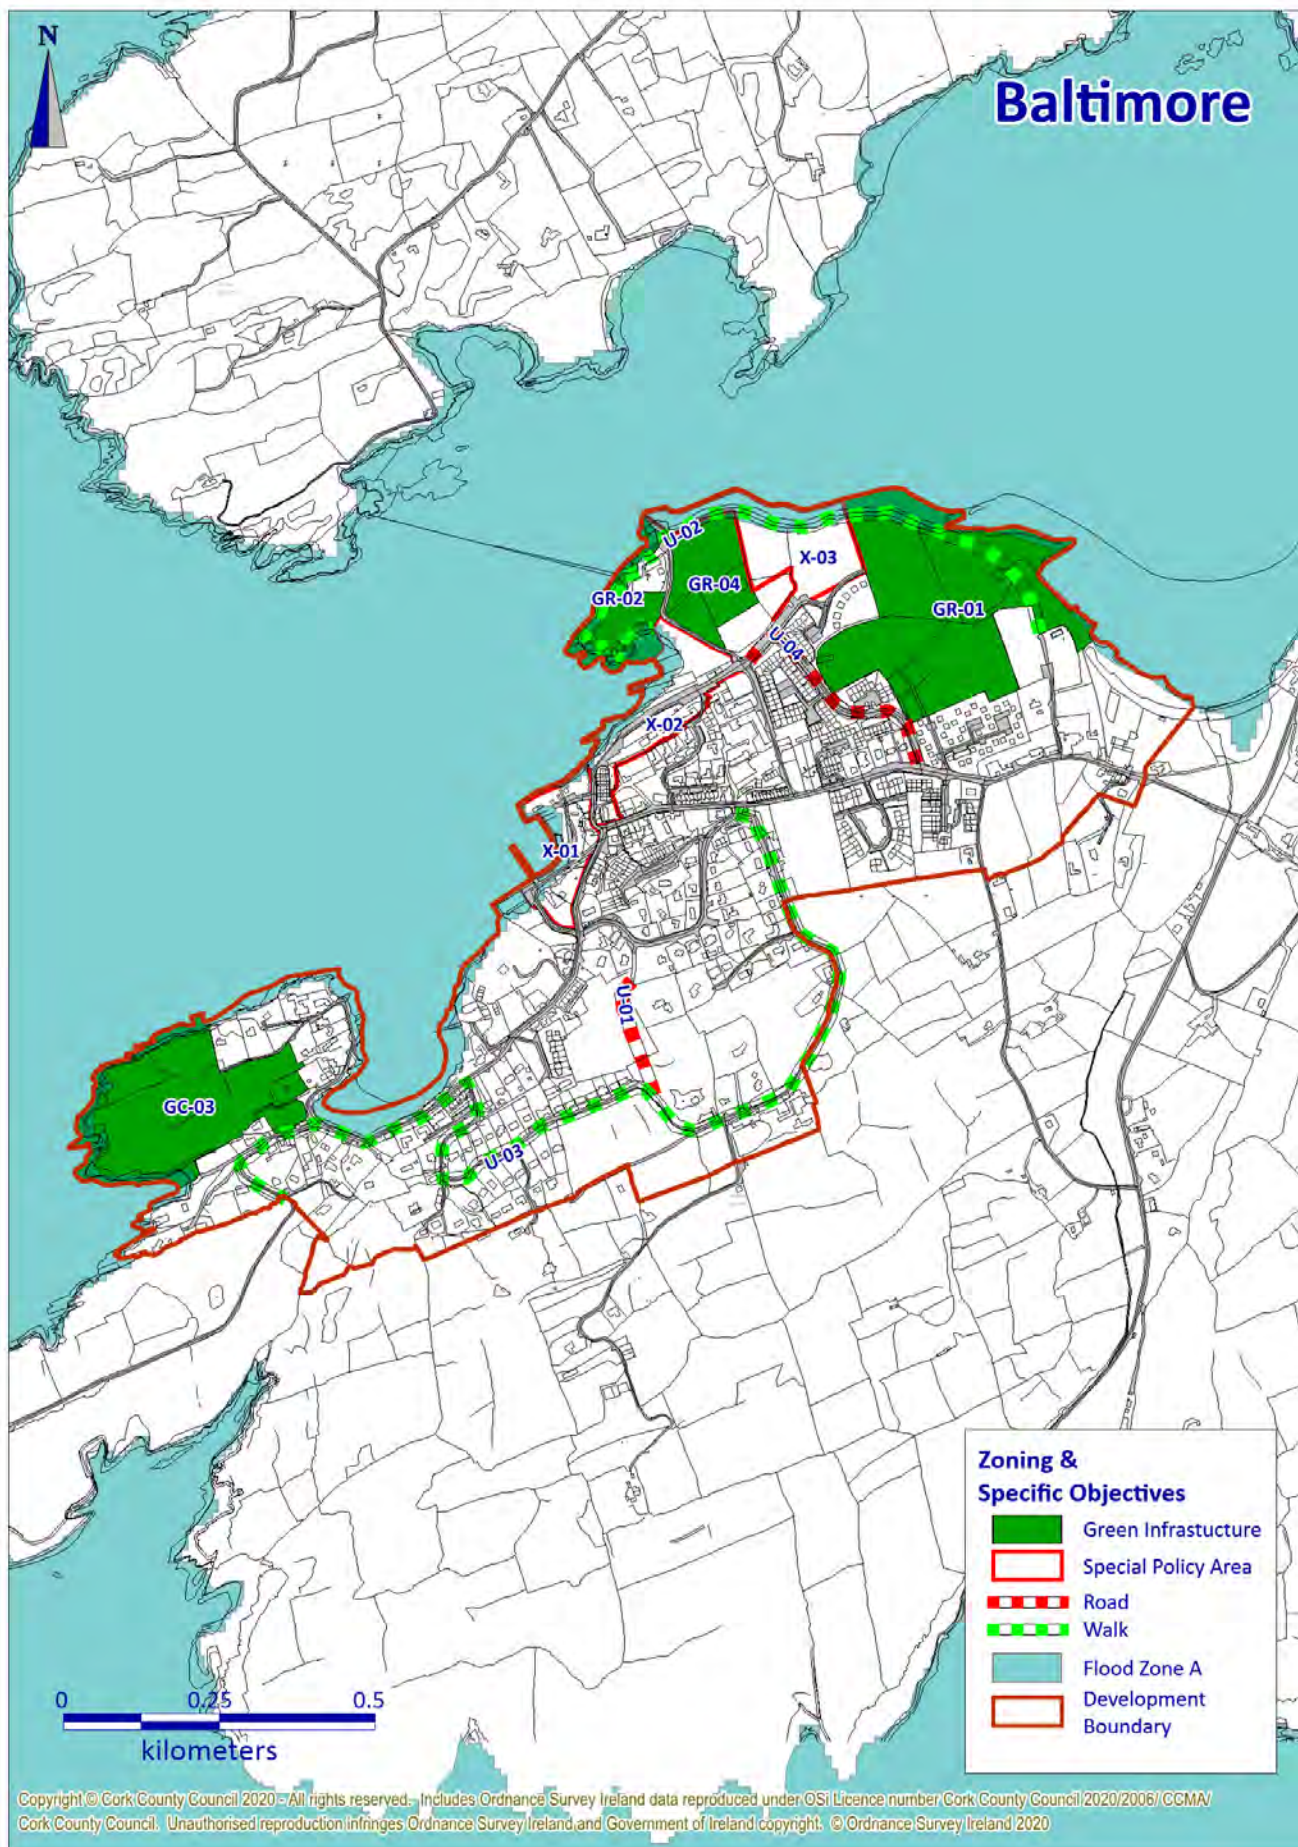 N
Baltimore
U-02
X-03
GR-04
GR-02
GR-01
U-04
X-02
X-01
U-01
GC-03
U-03
Zoning &
Specific Objectives
Green Infrastucture
Special Policy Area
Road
Walk
Flood Zone A
Development
Boundary
0 0.25 0.5
kilometers
Copyright © Cork County Council 2020 - All rights reserved. Includes Ordnance Survey Ireland data reproduced under OSi Licence number Cork County Council 2020/2006/ CCMA/
Cork County Council. Unauthorised reproduction infringes Ordnance Survey Ireland and Government of Ireland copyright. © Ordnance Survey Ireland 2020